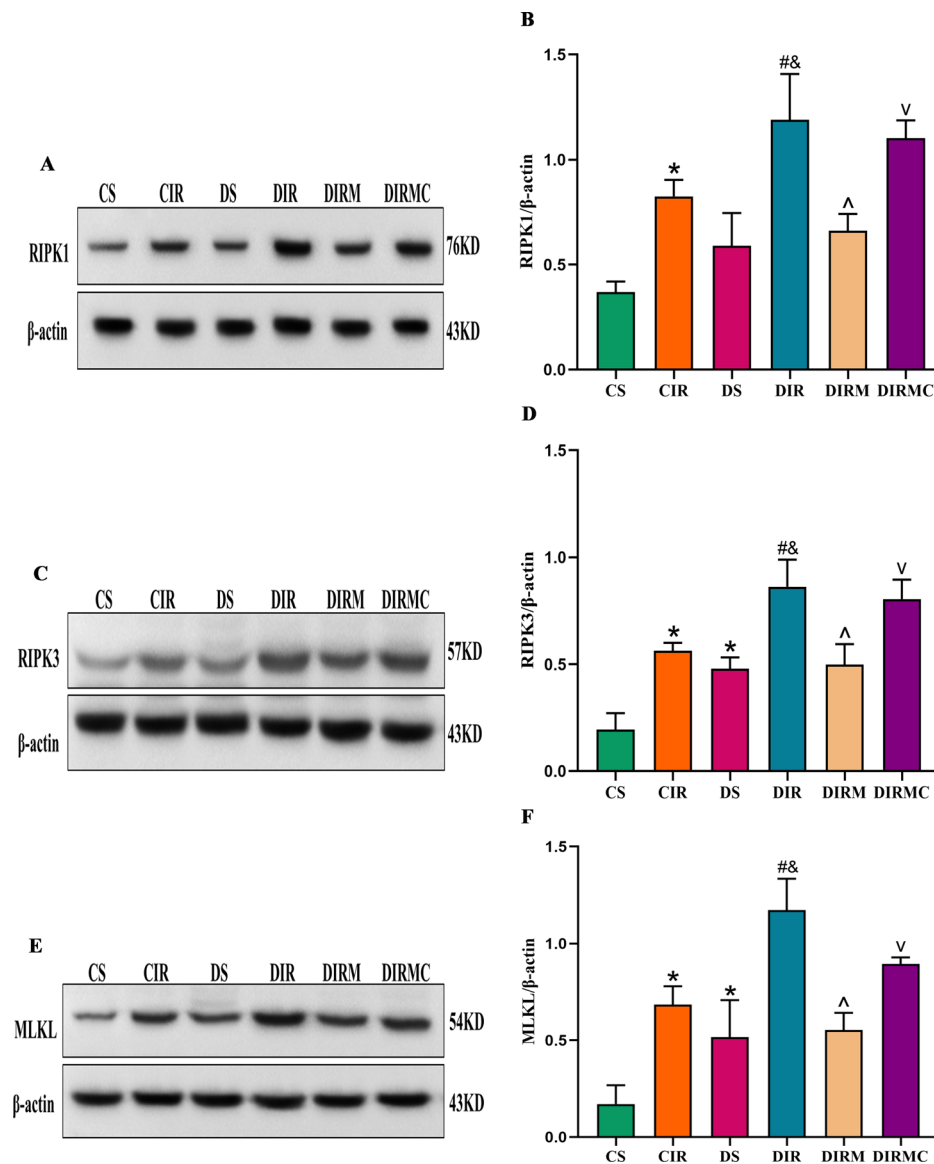 A
CS CIR DS DIR DIRM DIRMC
RIPK1 76KD
β-actin 43KD
B
RIPK1/β-actin
1.5
1.0
0.5
0.0
* #& ^ v
CS CIR DS DIR DIRM DIRMC
C
CS CIR DS DIR DIRM DIRMC
RIPK3 57KD
β-actin 43KD
D
RIPK3/β-actin
1.5
1.0
0.5
0.0
* * #& ^ v
CS CIR DS DIR DIRM DIRMC
E
CS CIR DS DIR DIRM DIRMC
MLKL 54KD
β-actin 43KD
F
MLKL/β-actin
1.5
1.0
0.5
0.0
* * #& ^ v
CS CIR DS DIR DIRM DIRMC